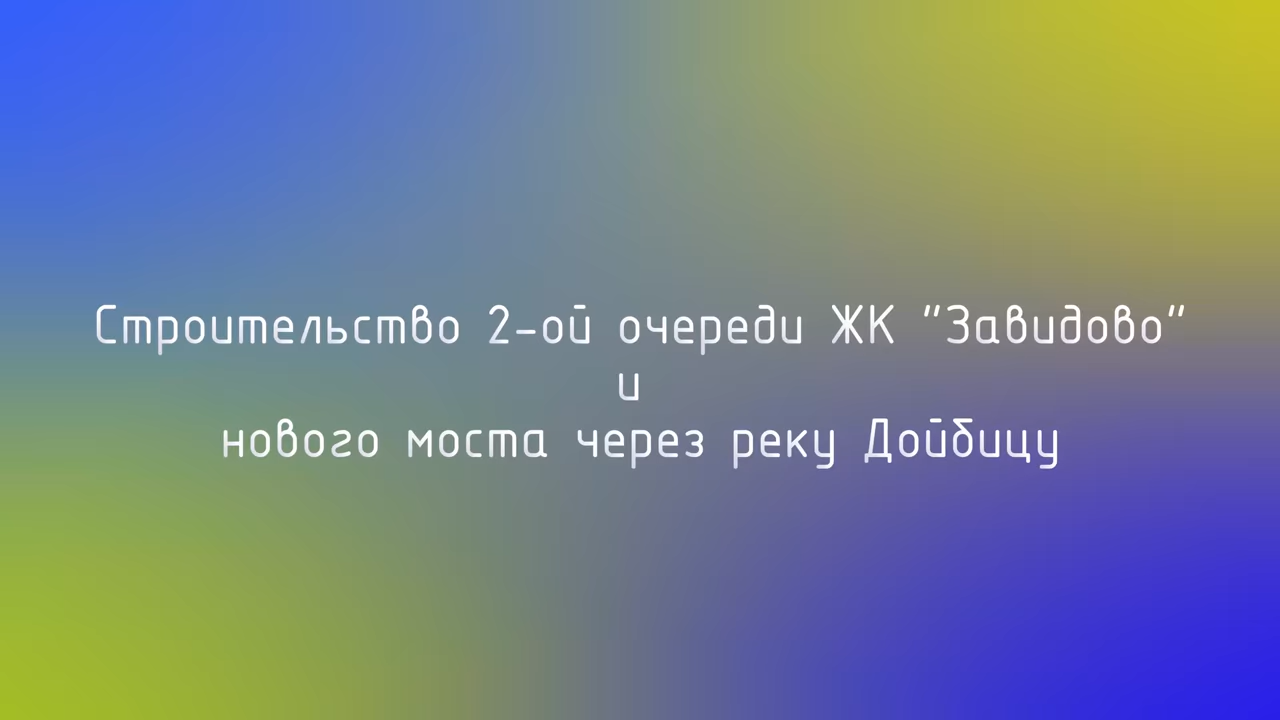 Строительство 2-ой очереди ЖК "Завидово"
и
нового моста через реку Дойбицу